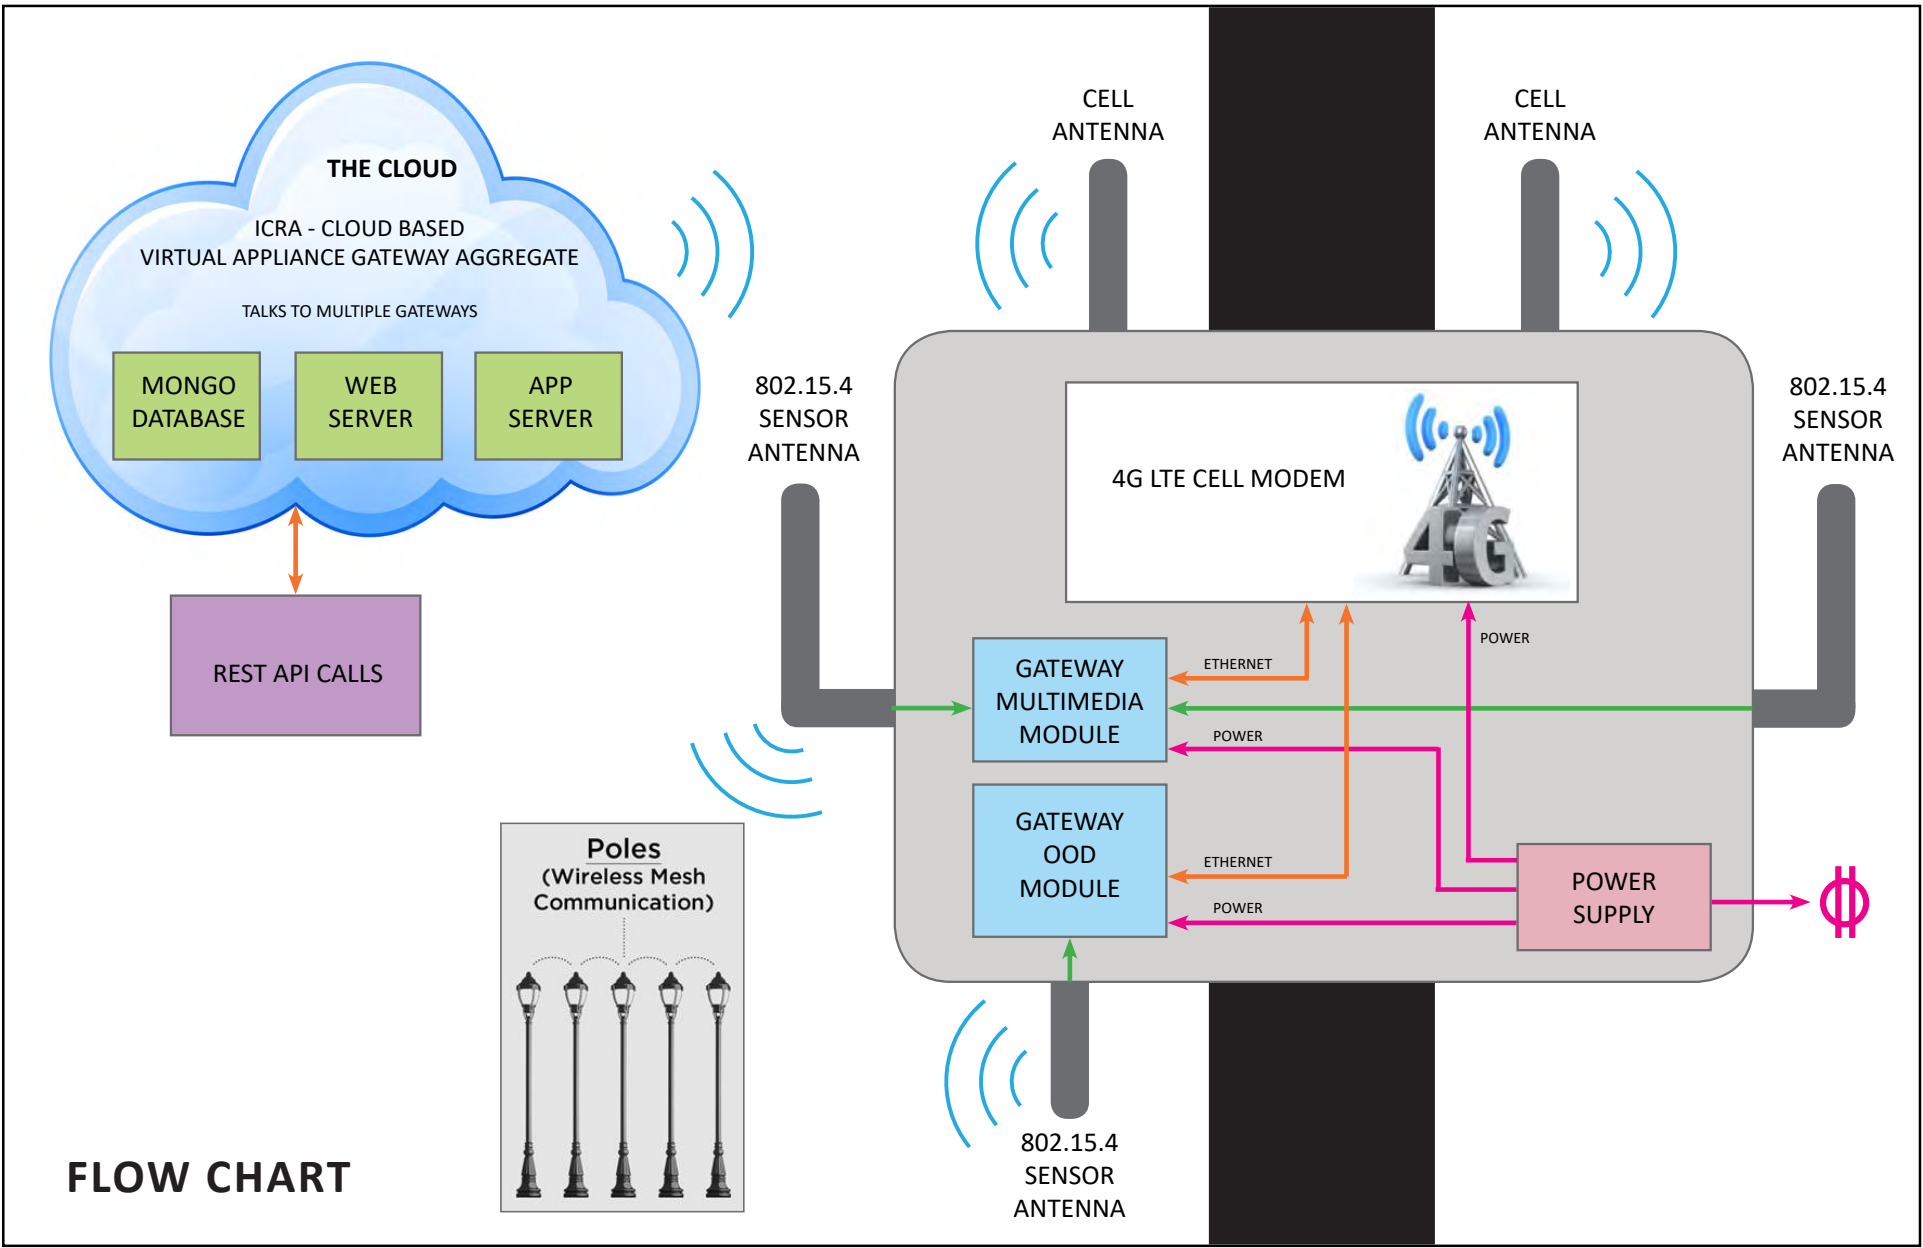 THE CLOUD
ICRA - CLOUD BASED
VIRTUAL APPLIANCE GATEWAY AGGREGATE
TALKS TO MULTIPLE GATEWAYS
MONGO
DATABASE
WEB
SERVER
APP
SERVER
REST API CALLS
CELL
ANTENNA
CELL
ANTENNA
802.15.4
SENSOR
ANTENNA
802.15.4
SENSOR
ANTENNA
4G LTE CELL MODEM
4G
POWER
ETHERNET
GATEWAY
MULTIMEDIA
MODULE
POWER
GATEWAY
OOD
MODULE
ETHERNET
POWER
POWER
SUPPLY
Poles
(Wireless Mesh
Communication)
802.15.4
SENSOR
ANTENNA
FLOW CHART